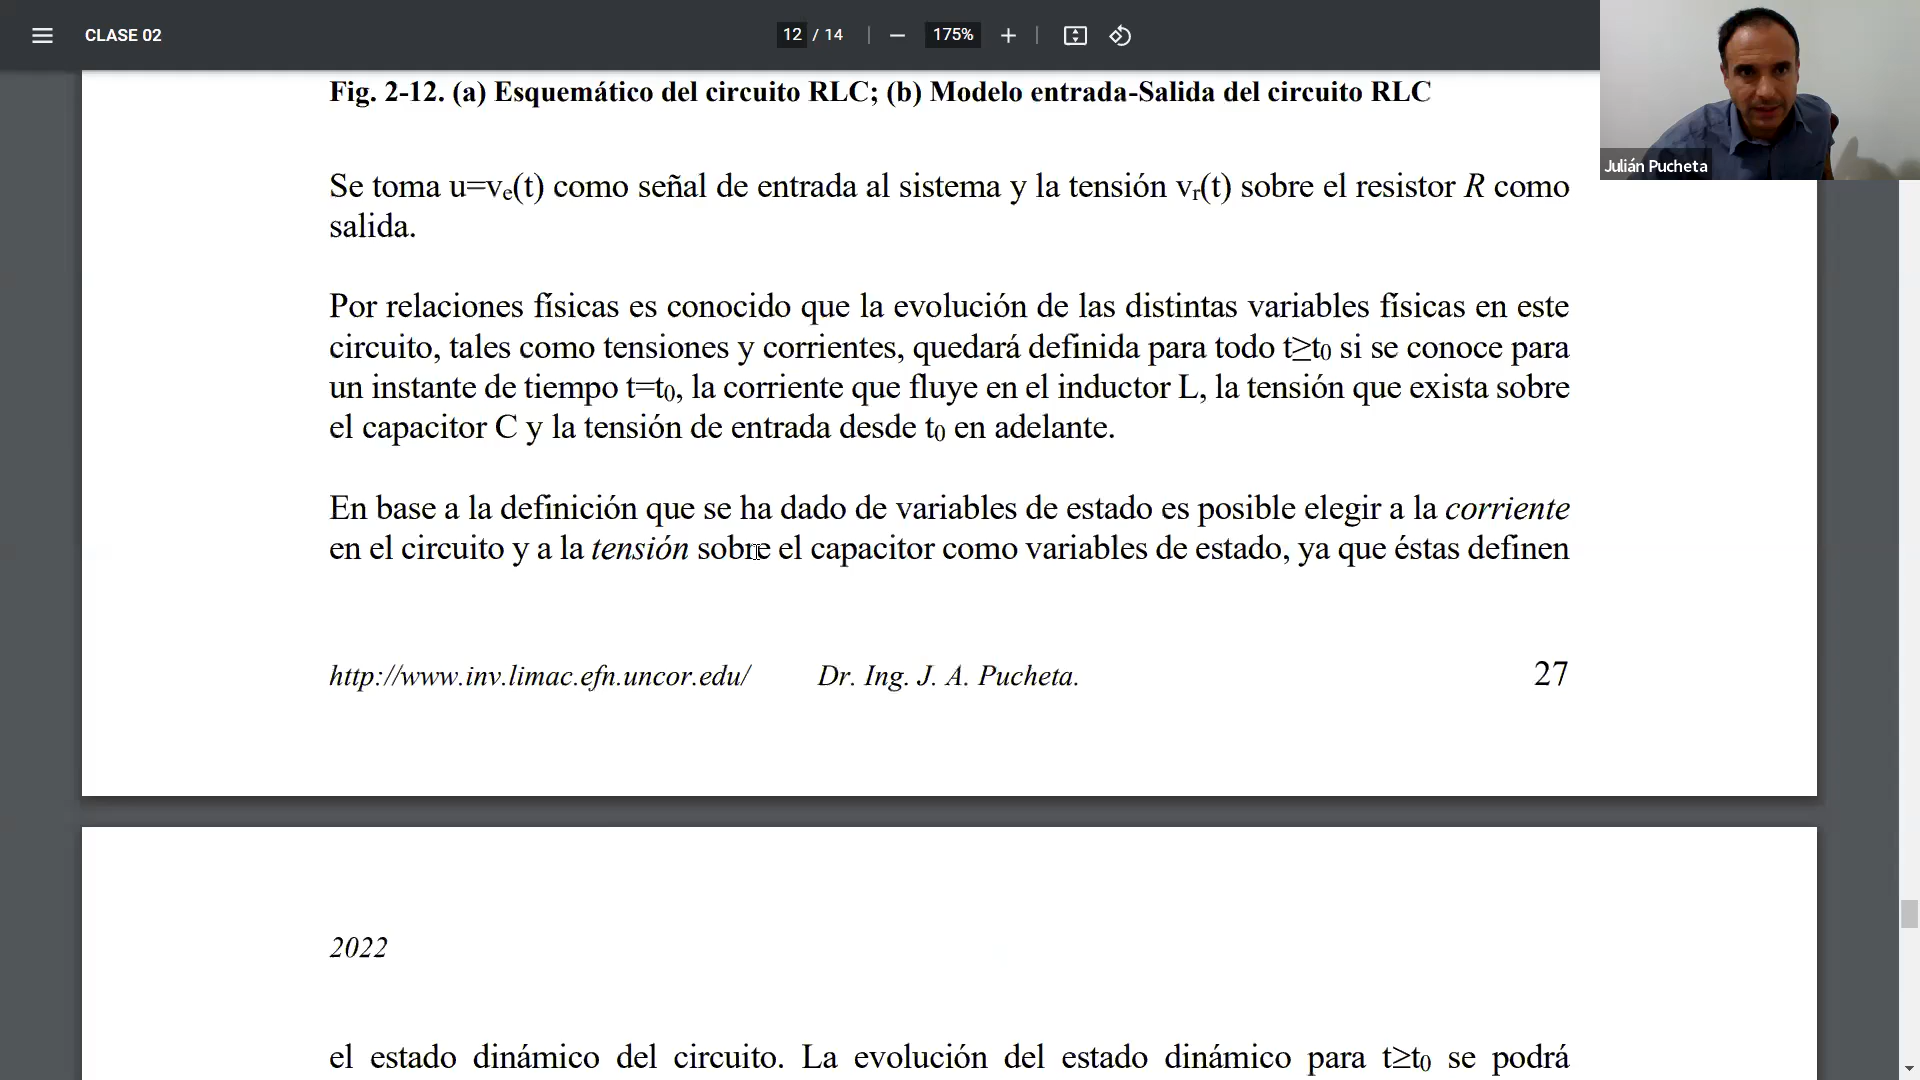 CLASE 02
12 / 14
175%
Julián Pucheta
Fig. 2-12. (a) Esquemático del circuito RLC; (b) Modelo entrada-Salida del circuito RLC
Se toma u=vₑ(t) como señal de entrada al sistema y la tensión vᵣ(t) sobre el resistor R como
salida.
Por relaciones físicas es conocido que la evolución de las distintas variables físicas en este
circuito, tales como tensiones y corrientes, quedará definida para todo t≥t₀ si se conoce para
un instante de tiempo t=t₀, la corriente que fluye en el inductor L, la tensión que exista sobre
el capacitor C y la tensión de entrada desde t₀ en adelante.
En base a la definición que se ha dado de variables de estado es posible elegir a la corriente
en el circuito y a la tensión sobre el capacitor como variables de estado, ya que éstas definen
http://www.inv.limac.efn.uncor.edu/ Dr. Ing. J. A. Pucheta. 27
2022
el estado dinámico del circuito. La evolución del estado dinámico para t≥t₀ se podrá